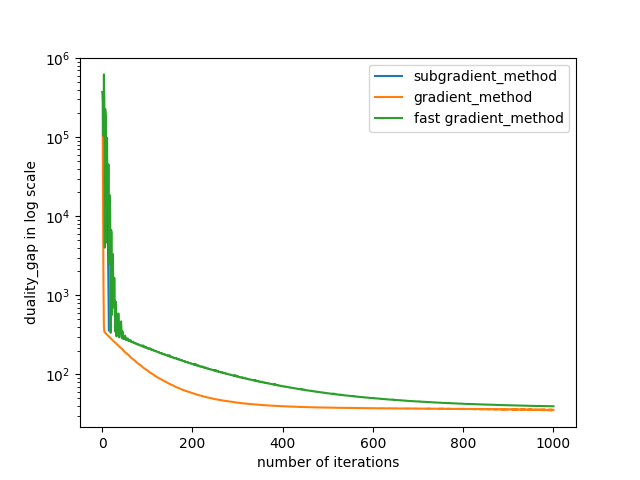 subgradient_method
gradient_method
fast gradient_method
duality_gap in log scale
10^6
10^5
10^4
10^3
10^2
0 200 400 600 800 1000
number of iterations